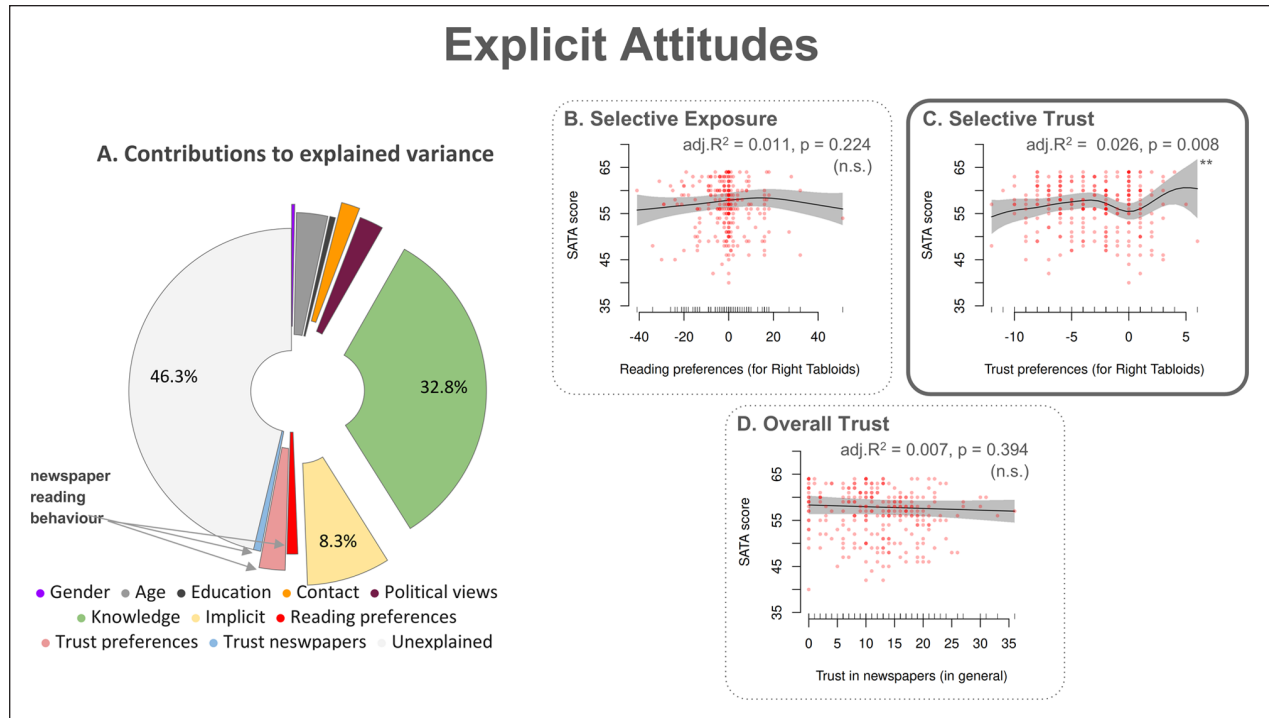 Explicit Attitudes
A. Contributions to explained variance
46.3%
32.8%
8.3%
newspaper
reading
behaviour
Gender Age Education Contact Political views
Knowledge Implicit Reading preferences
Trust preferences Trust newspapers Unexplained
B. Selective Exposure
adj.R² = 0.011, p = 0.224
(n.s.)
SATA score
35 45 55 65
-40 -20 0 20 40
Reading preferences (for Right Tabloids)
C. Selective Trust
adj.R² = 0.026, p = 0.008
**
SATA score
35 45 55 65
-10 -5 0 5
Trust preferences (for Right Tabloids)
D. Overall Trust
adj.R² = 0.007, p = 0.394
(n.s.)
SATA score
35 45 55 65
0 5 10 15 20 25 30 35
Trust in newspapers (in general)